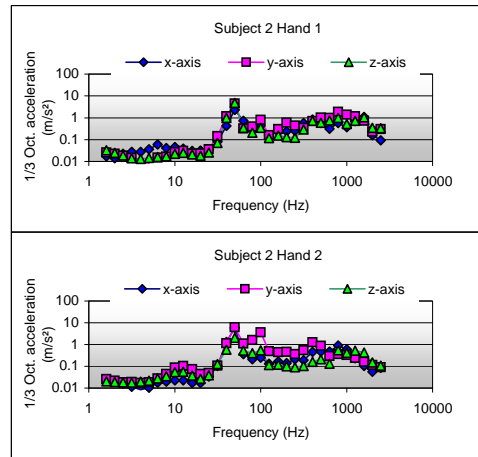 Subject 2 Hand 1
x-axis y-axis z-axis
1/3 Oct. acceleration
(m/s²)
100
10
1
0.1
0.01
1 10 100 1000 10000
Frequency (Hz)
Subject 2 Hand 2
x-axis y-axis z-axis
1/3 Oct. acceleration
(m/s²)
100
10
1
0.1
0.01
1 10 100 1000 10000
Frequency (Hz)